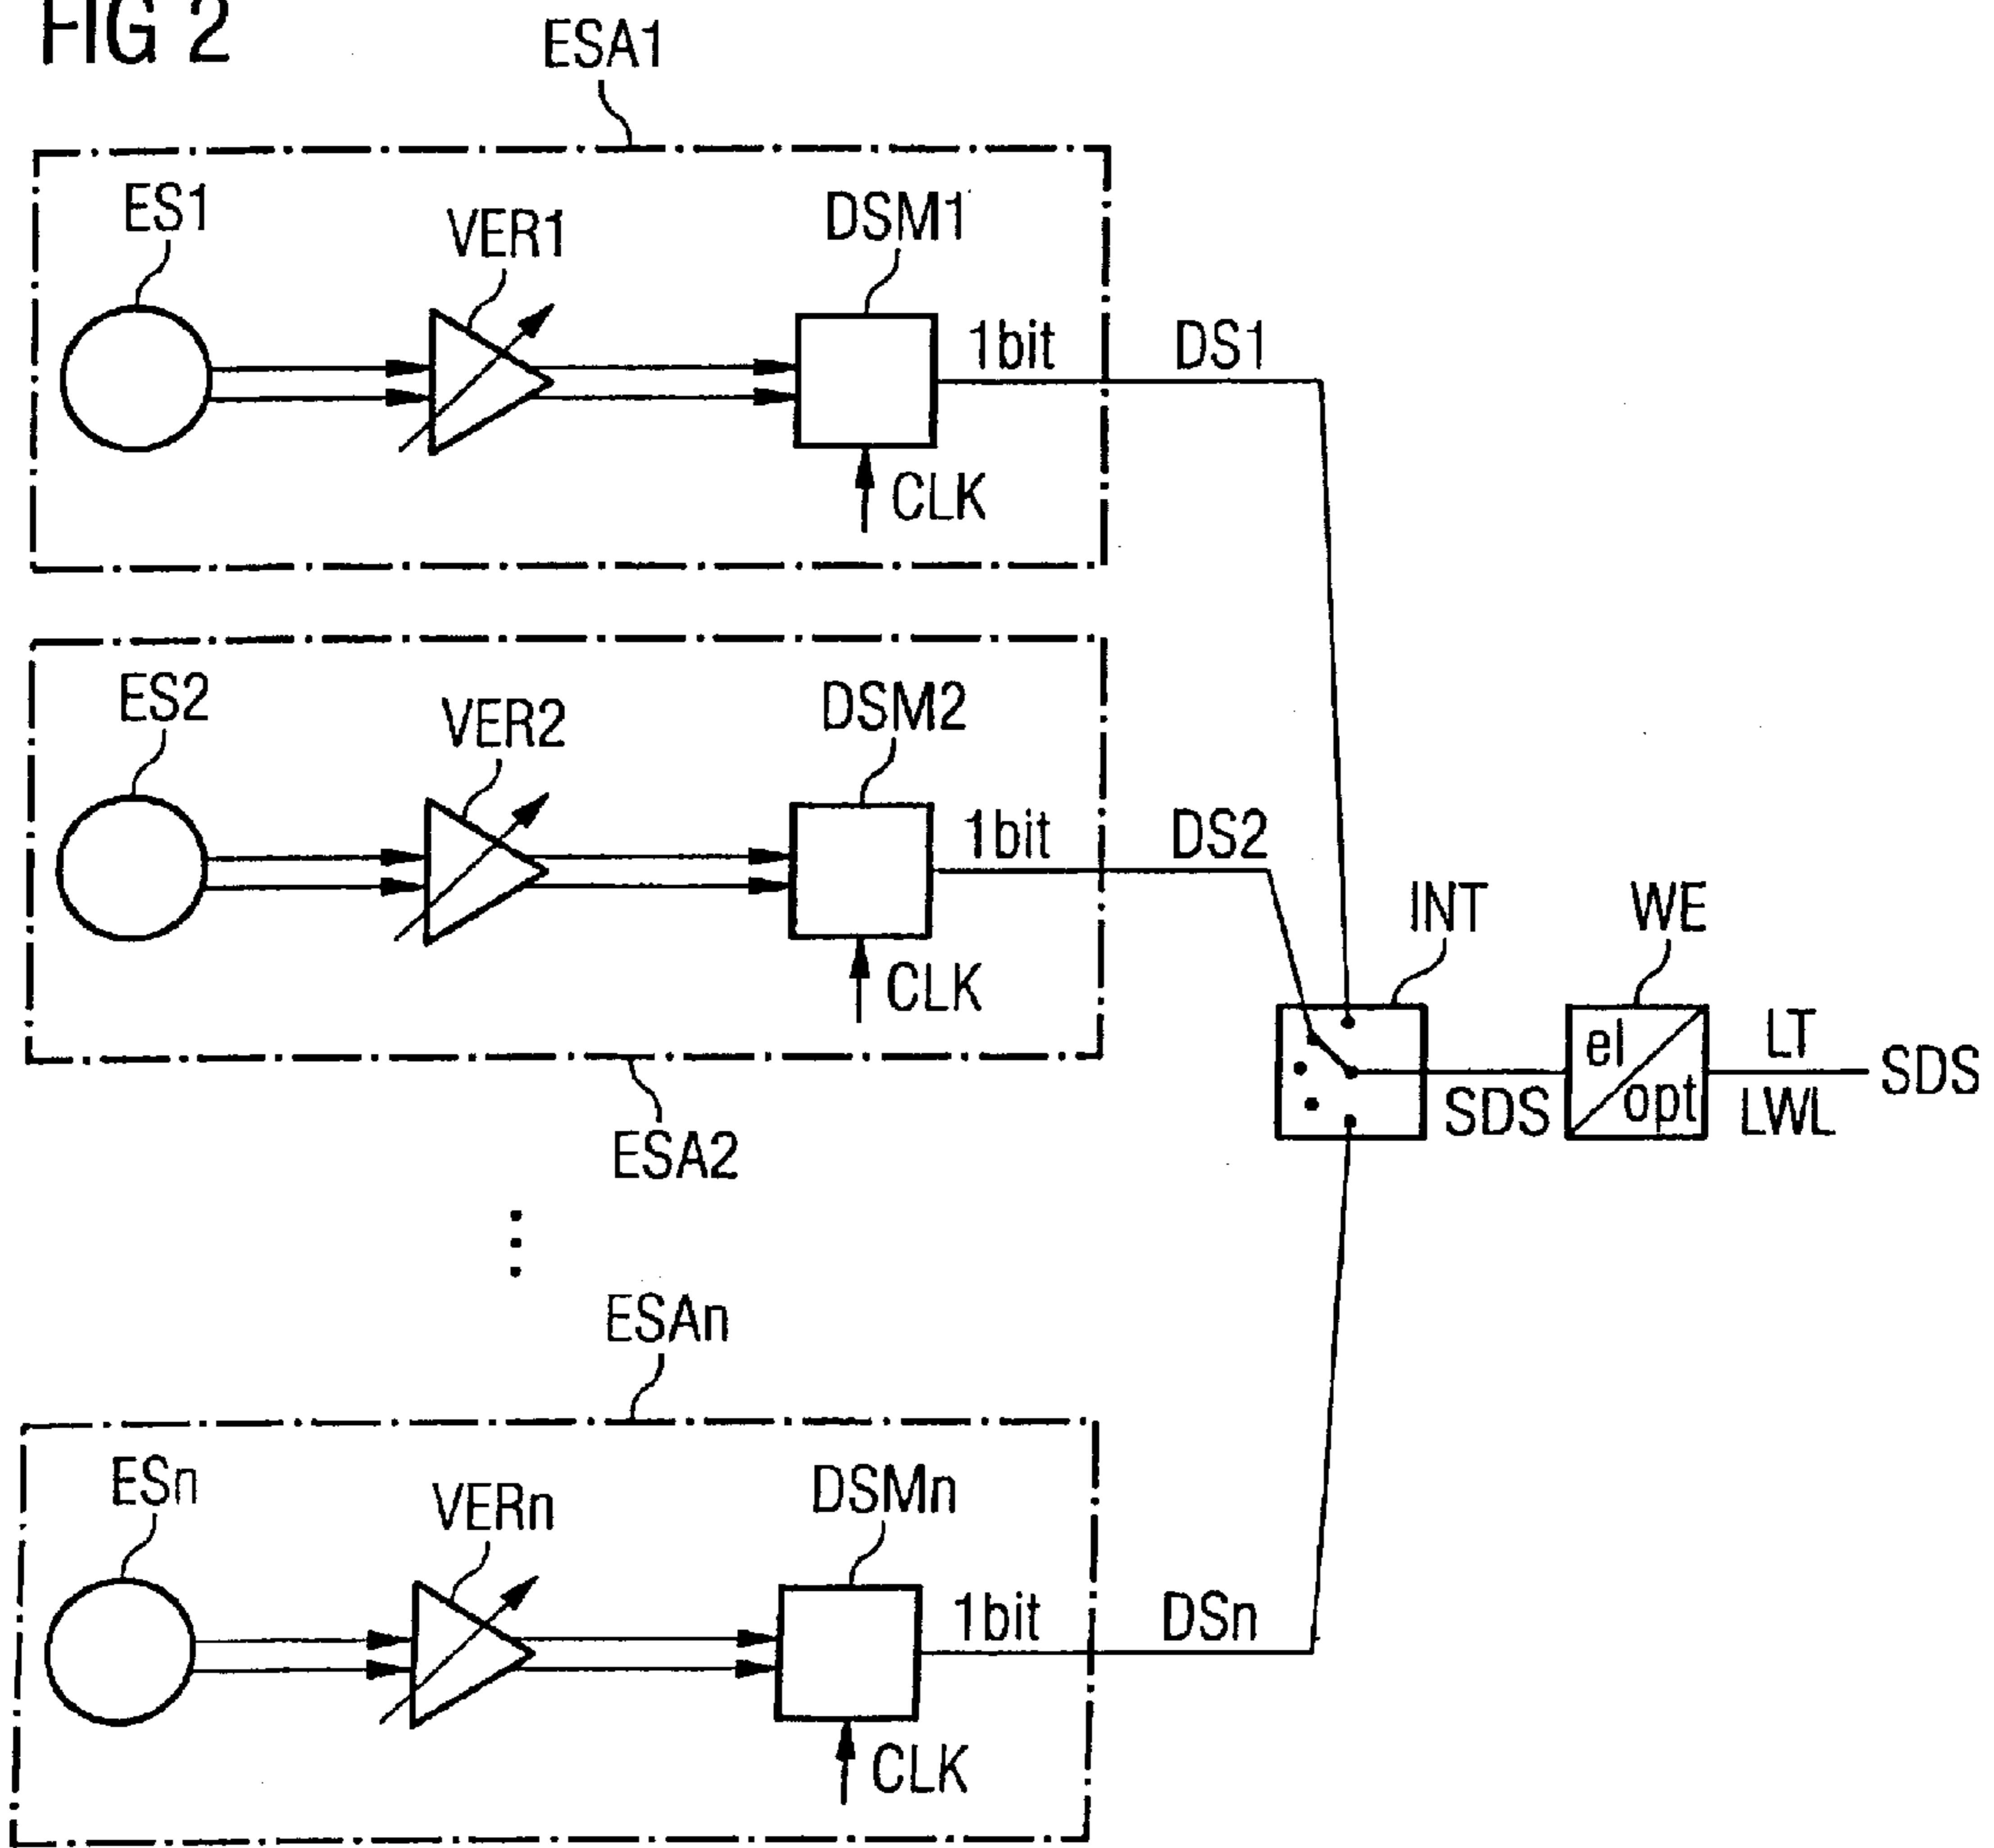 FIG 2
ESA1
ES1
VER1
DSM1
1bit
DS1
CLK
ES2
VER2
DSM2
1bit
DS2
CLK
ESA2
INT
WE
el
opt
SDS
LT
LWL
SDS
ESAn
ESn
VERn
DSMn
1bit
DSn
CLK